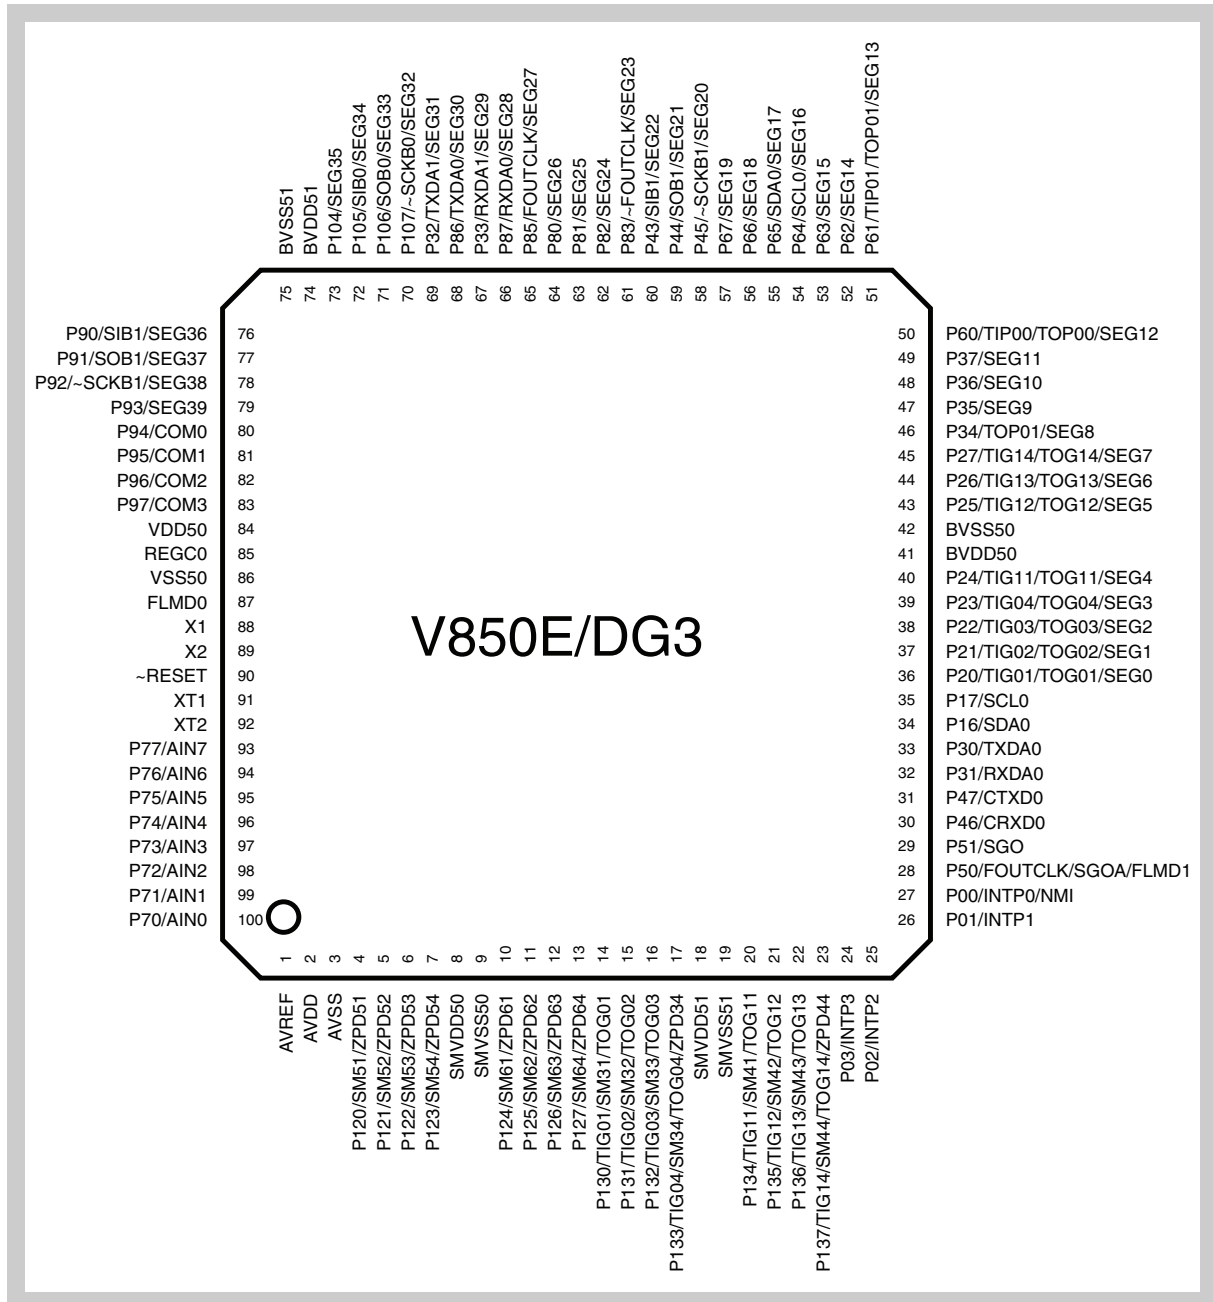 BVSS51
BVDD51
P104/SEG35
P105/SIB0/SEG34
P106/SOB0/SEG33
P107/~SCKB0/SEG32
P32/TXDA1/SEG31
P86/TXDA0/SEG30
P33/RXDA1/SEG29
P87/RXDA0/SEG28
P85/FOUTCLK/SEG27
P80/SEG26
P81/SEG25
P82/SEG24
P83/~FOUTCLK/SEG23
P43/SIB1/SEG22
P44/SOB1/SEG21
P45/~SCKB1/SEG20
P67/SEG19
P66/SEG18
P65/SDA0/SEG17
P64/SCL0/SEG16
P63/SEG15
P62/SEG14
P61/TIP01/TOP01/SEG13
75 74 73 72 71 70 69 68 67 66 65 64 63 62 61 60 59 58 57 56 55 54 53 52 51
P90/SIB1/SEG36 76
P91/SOB1/SEG37 77
P92/~SCKB1/SEG38 78
P93/SEG39 79
P94/COM0 80
P95/COM1 81
P96/COM2 82
P97/COM3 83
VDD50 84
REGC0 85
VSS50 86
FLMD0 87
X1 88
X2 89
~RESET 90
XT1 91
XT2 92
P77/AIN7 93
P76/AIN6 94
P75/AIN5 95
P74/AIN4 96
P73/AIN3 97
P72/AIN2 98
P71/AIN1 99
P70/AIN0 100
V850E/DG3
50 P60/TIP00/TOP00/SEG12
49 P37/SEG11
48 P36/SEG10
47 P35/SEG9
46 P34/TOP01/SEG8
45 P27/TIG14/TOG14/SEG7
44 P26/TIG13/TOG13/SEG6
43 P25/TIG12/TOG12/SEG5
42 BVSS50
41 BVDD50
40 P24/TIG11/TOG11/SEG4
39 P23/TIG04/TOG04/SEG3
38 P22/TIG03/TOG03/SEG2
37 P21/TIG02/TOG02/SEG1
36 P20/TIG01/TOG01/SEG0
35 P17/SCL0
34 P16/SDA0
33 P30/TXDA0
32 P31/RXDA0
31 P47/CTXD0
30 P46/CRXD0
29 P51/SGO
28 P50/FOUTCLK/SGOA/FLMD1
27 P00/INTP0/NMI
26 P01/INTP1
1 2 3 4 5 6 7 8 9 10 11 12 13 14 15 16 17 18 19 20 21 22 23 24 25
AVREF
AVDD
AVSS
P120/SM51/ZPD51
P121/SM52/ZPD52
P122/SM53/ZPD53
P123/SM54/ZPD54
SMVDD50
SMVSS50
P124/SM61/ZPD61
P125/SM62/ZPD62
P126/SM63/ZPD63
P127/SM64/ZPD64
P130/TIG01/SM31/TOG01
P131/TIG02/SM32/TOG02
P132/TIG03/SM33/TOG03
P133/TIG04/SM34/TOG04/ZPD34
SMVDD51
SMVSS51
P134/TIG11/SM41/TOG11
P135/TIG12/SM42/TOG12
P136/TIG13/SM43/TOG13
P137/TIG14/SM44/TOG14/ZPD44
P03/INTP3
P02/INTP2